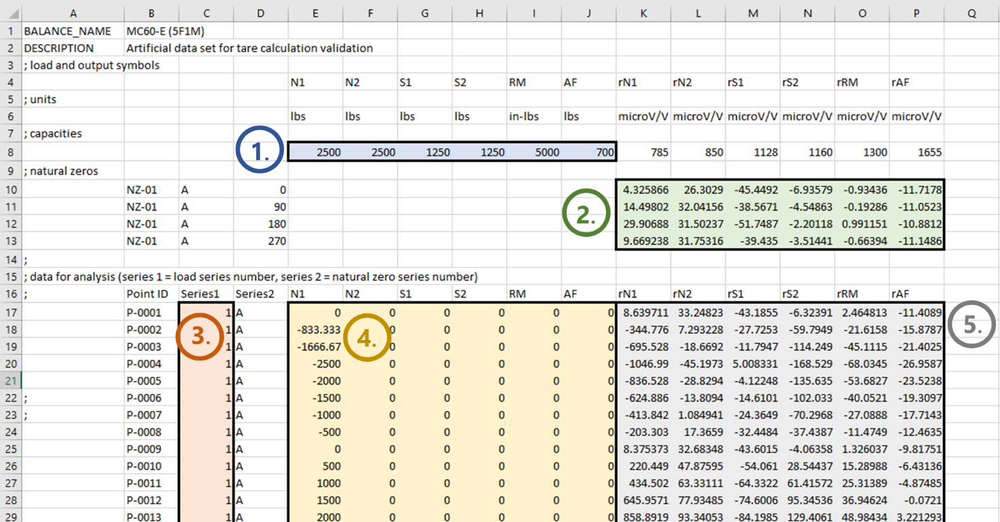 A B C D E F G H I J K L M N O P Q
1 BALANCE_NAME MC60-E (5F1M)
2 DESCRIPTION Artificial data set for tare calculation validation
3 ; load and output symbols
4 N1 N2 S1 S2 RM AF rN1 rN2 rS1 rS2 rRM rAF
5 ; units
6 lbs lbs lbs lbs in-lbs lbs microV/V microV/V microV/V microV/V microV/V microV/V
7 ; capacities
8 1. 2500 2500 1250 1250 5000 700 785 850 1128 1160 1300 1655
9 ; natural zeros
10 NZ-01 A 0 4.325866 26.3029 -45.4492 -6.93579 -0.93436 -11.7178
11 NZ-01 A 90 2. 14.49802 32.04156 -38.5671 -4.54863 -0.19286 -11.0523
12 NZ-01 A 180 29.90688 31.50237 -51.7487 -2.20118 0.991151 -10.8812
13 NZ-01 A 270 9.669238 31.75316 -39.435 -3.51441 -0.66394 -11.1486
14 ;
15 ; data for analysis (series 1 = load series number, series 2 = natural zero series number)
16 ; Point ID Series1 Series2 N1 N2 S1 S2 RM AF rN1 rN2 rS1 rS2 rRM rAF
17 P-0001 1 A 0 0 0 0 0 0 8.639711 33.24823 -43.1855 -6.32391 2.464813 -11.4089 5.
18 P-0002 3. 1 A -833.333 4. 0 0 0 0 0 -344.776 7.293228 -27.7253 -59.7949 -21.6158 -15.8787
19 P-0003 1 A -1666.67 0 0 0 0 0 -695.528 -18.6692 -11.7947 -114.249 -45.1115 -21.4025
20 P-0004 1 A -2500 0 0 0 0 0 -1046.99 -45.1973 5.008331 -168.529 -68.0345 -26.9587
21 P-0005 1 A -2000 0 0 0 0 0 -836.528 -28.8294 -4.12248 -135.635 -53.6827 -23.5238
22 ; P-0006 1 A -1500 0 0 0 0 0 -624.886 -13.8094 -14.6101 -102.033 -40.0521 -19.3097
23 ; P-0007 1 A -1000 0 0 0 0 0 -413.842 1.084941 -24.3649 -70.2968 -27.0888 -17.7143
24 P-0008 1 A -500 0 0 0 0 0 -203.303 17.3659 -32.4484 -37.4387 -11.4749 -12.4635
25 P-0009 1 A 0 0 0 0 0 0 8.375373 32.68348 -43.6015 -4.06358 1.326037 -9.81751
26 P-0010 1 A 500 0 0 0 0 0 220.449 47.87595 -54.061 28.54437 15.28988 -6.43136
27 P-0011 1 A 1000 0 0 0 0 0 434.502 63.33111 -64.3322 61.41572 25.31389 -4.87485
28 P-0012 1 A 1500 0 0 0 0 0 645.9571 77.93485 -74.6006 95.34536 36.94624 -0.0721
29 P-0013 1 A 2000 0 0 0 0 0 858.8919 93.34053 -84.1985 129.4061 48.98434 3.221293